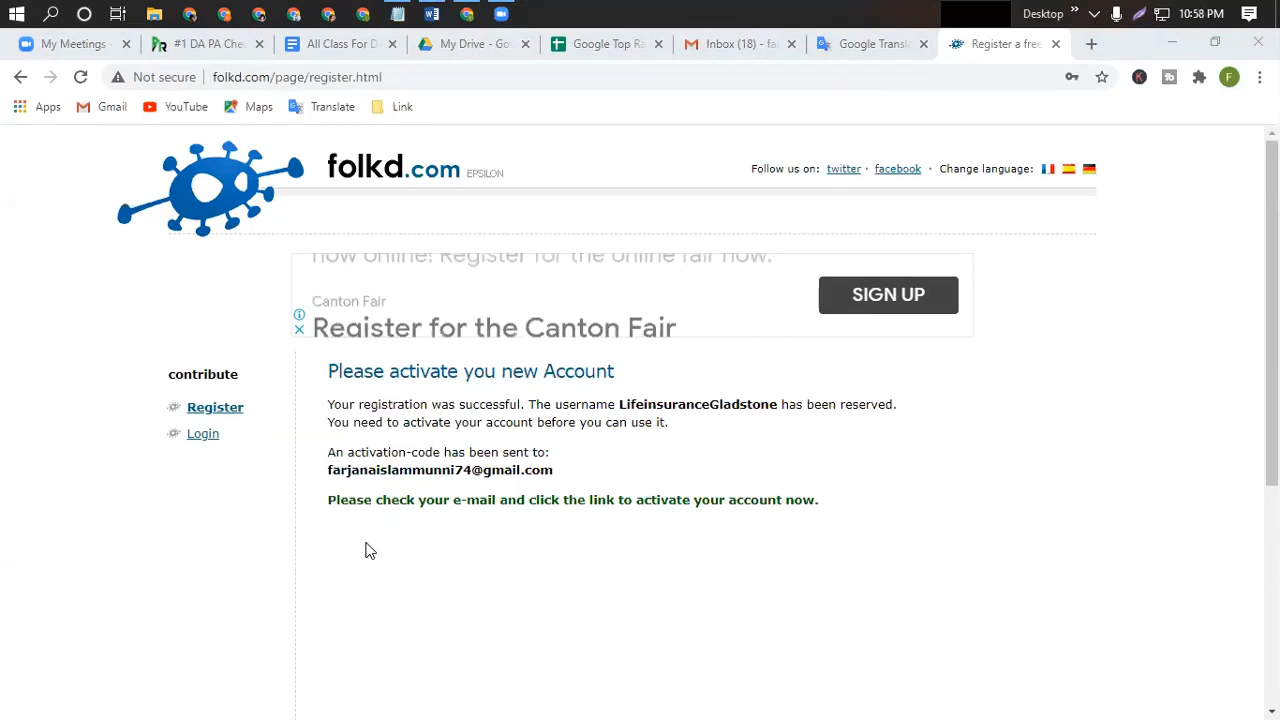 Desktop
10:58 PM
My Meetings
#1 DA PA Che
All Class For D
My Drive - Go
Google Top Ra
Inbox (18) - fa
Google Transl
Register a free
Not secure
folkd.com/page/register.html
F
Apps
Gmail
YouTube
Maps
Translate
Link
folkd.com EPSILON
Follow us on: twitter · facebook · Change language:
now online! Register for the online fair now.
Canton Fair
SIGN UP
Register for the Canton Fair
contribute
Register
Login
Please activate you new Account
Your registration was successful. The username LifeinsuranceGladstone has been reserved.
You need to activate your account before you can use it.
An activation-code has been sent to:
farjanaislammunni74@gmail.com
Please check your e-mail and click the link to activate your account now.